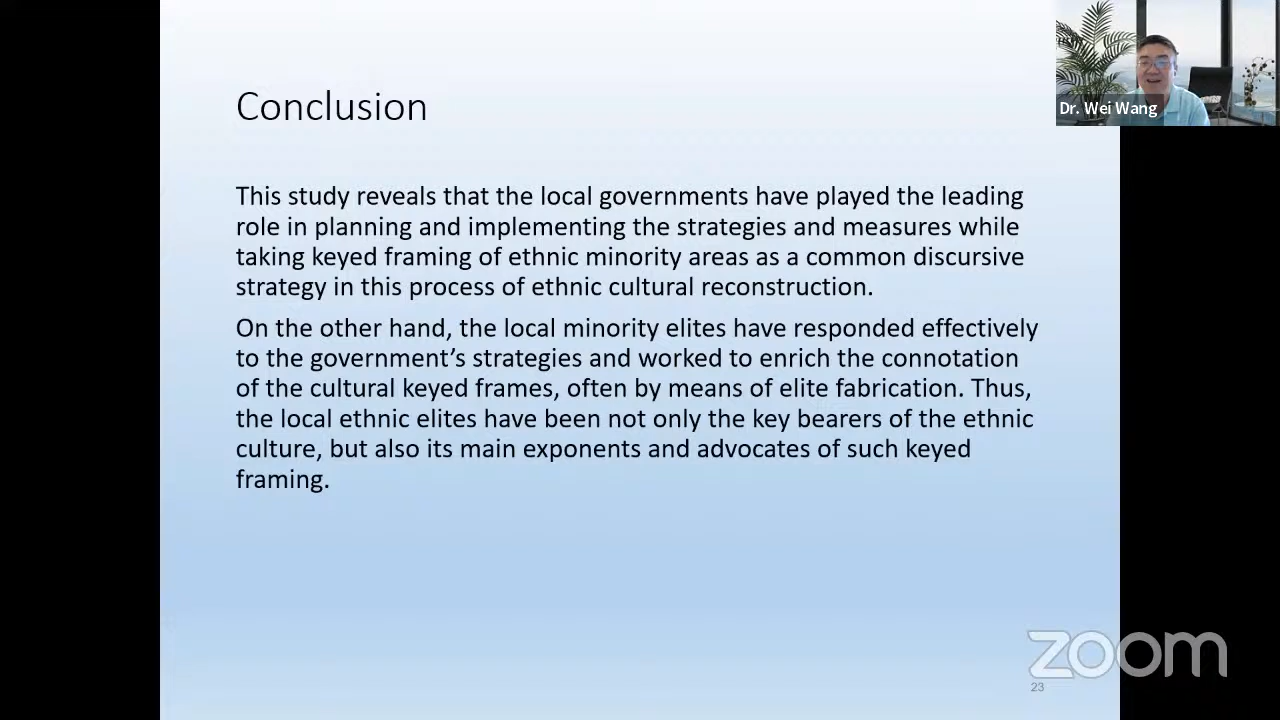 Conclusion
Dr. Wei Wang
This study reveals that the local governments have played the leading
role in planning and implementing the strategies and measures while
taking keyed framing of ethnic minority areas as a common discursive
strategy in this process of ethnic cultural reconstruction.
On the other hand, the local minority elites have responded effectively
to the government’s strategies and worked to enrich the connotation
of the cultural keyed frames, often by means of elite fabrication. Thus,
the local ethnic elites have been not only the key bearers of the ethnic
culture, but also its main exponents and advocates of such keyed
framing.
zoom
23